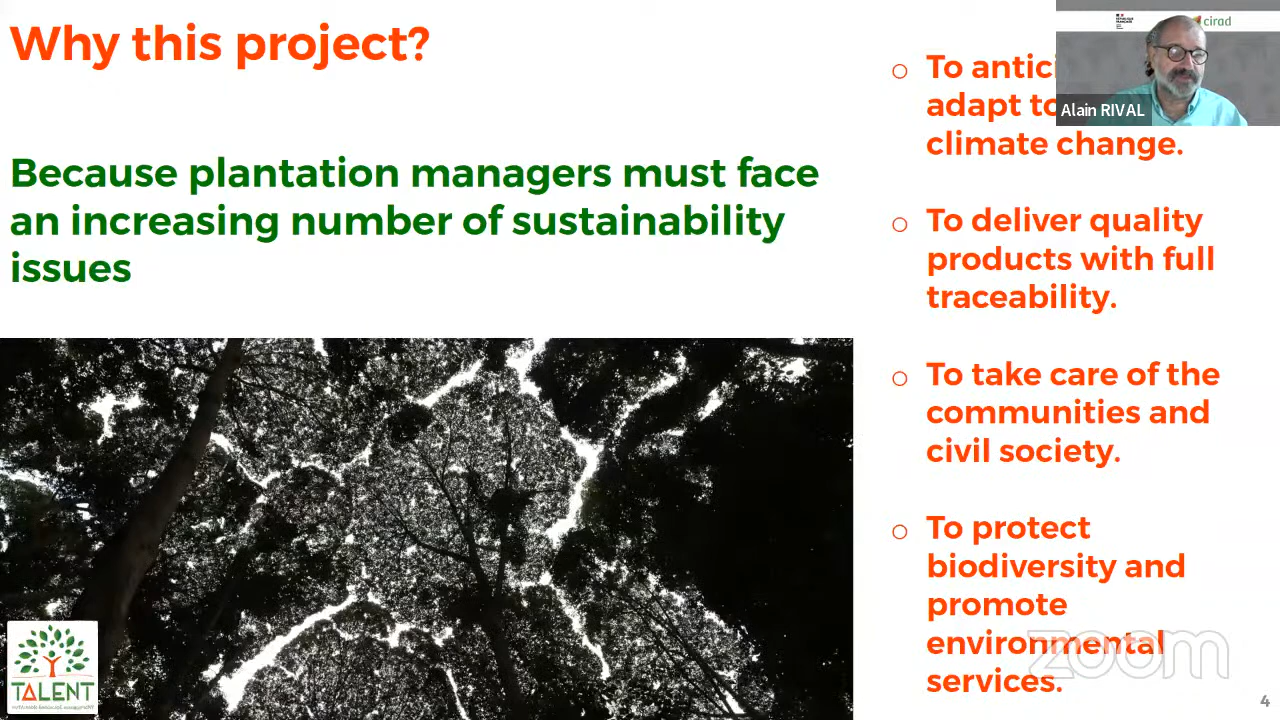 Why this project?
Because plantation managers must face
an increasing number of sustainability
issues
To
adapt
climate change.
To deliver quality
products with full
traceability.
To take care of the
communities and
civil society.
To protect
biodiversity and
promote
environmental
services.
RÉPUBLIQUE
FRANÇAISE
cirad
Alain RIVAL
TALENT
zoom
4